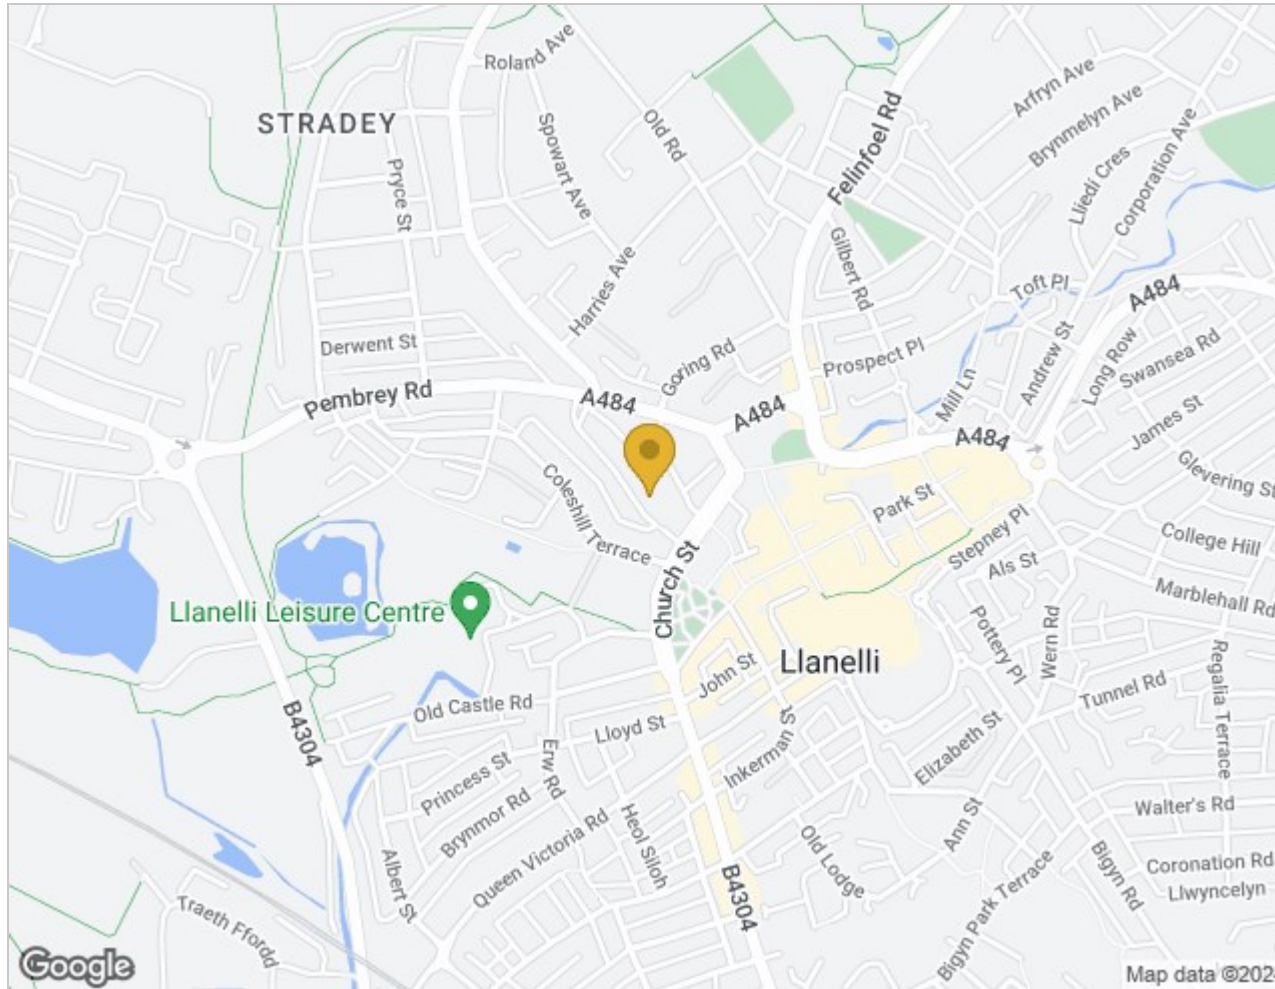 Roland Ave
STRADEY
Old Rd
Arfryn Ave
Spowart Ave
Brynmelyn Ave
Felinfoel Rd
Corporation Ave
Lliedi Cres
Pryce St
Gilbert Rd
Harries Ave
Toft Pl
A484
Derwent St
Goring Rd
Prospect Pl
Andrew St
Long Row
Swansea Rd
Pembrey Rd
A484
A484
Mill Ln
A484
James St
Glevering St
Coleshill Terrace
Park St
Stepney Pl
College Hill
Als St
Church St
Llanelli Leisure Centre
Marblehall Rd
Pottery Pl
Wern Rd
Regalia Terrace
Llanelli
John St
Tunnel Rd
Old Castle Rd
B4304
Lloyd St
Inkerman St
Elizabeth St
Princess St
Erw Rd
Brynmor Rd
Heol Siloh
Walter's Rd
Queen Victoria Rd
Old Lodge
Ann St
Albert St
Bigyn Rd
Coronation Rd
Llwyncelyn
B4304
Bigyn Park Terrace
Traeth Ffordd
Google
Map data ©2024